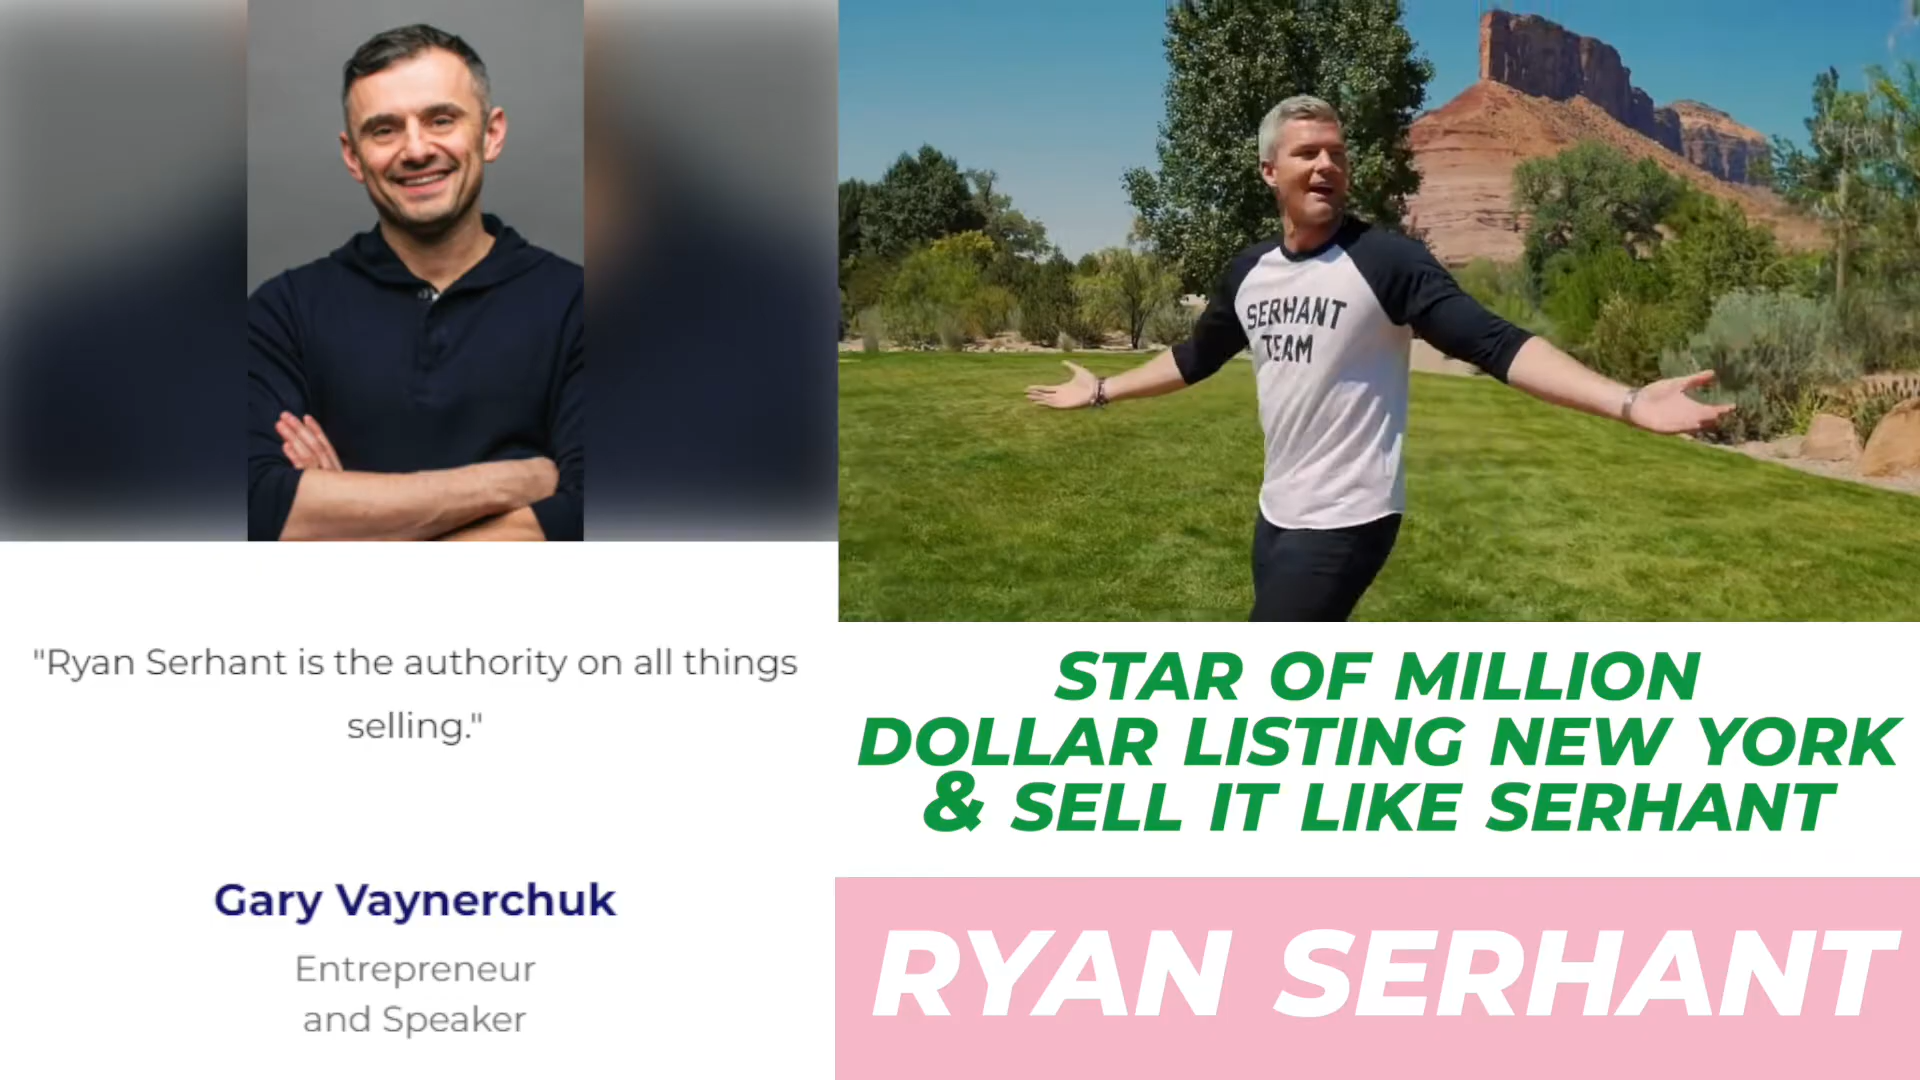 "Ryan Serhant is the authority on all things
selling."
Gary Vaynerchuk
Entrepreneur
and Speaker
SERHANT
TEAM
STAR OF MILLION
DOLLAR LISTING NEW YORK
& SELL IT LIKE SERHANT
RYAN SERHANT